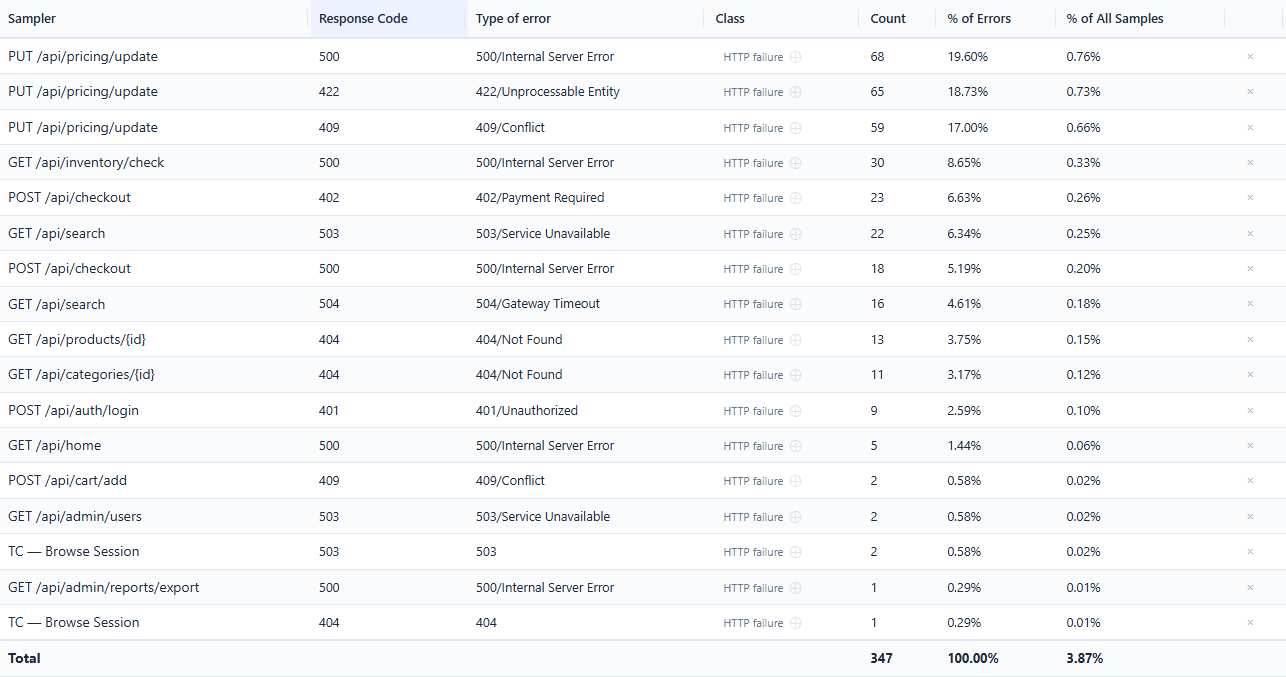 Sampler Response Code Type of error Class Count % of Errors % of All Samples
PUT /api/pricing/update 500 500/Internal Server Error HTTP failure 68 19.60% 0.76% ×
PUT /api/pricing/update 422 422/Unprocessable Entity HTTP failure 65 18.73% 0.73% ×
PUT /api/pricing/update 409 409/Conflict HTTP failure 59 17.00% 0.66% ×
GET /api/inventory/check 500 500/Internal Server Error HTTP failure 30 8.65% 0.33% ×
POST /api/checkout 402 402/Payment Required HTTP failure 23 6.63% 0.26% ×
GET /api/search 503 503/Service Unavailable HTTP failure 22 6.34% 0.25% ×
POST /api/checkout 500 500/Internal Server Error HTTP failure 18 5.19% 0.20% ×
GET /api/search 504 504/Gateway Timeout HTTP failure 16 4.61% 0.18% ×
GET /api/products/{id} 404 404/Not Found HTTP failure 13 3.75% 0.15% ×
GET /api/categories/{id} 404 404/Not Found HTTP failure 11 3.17% 0.12% ×
POST /api/auth/login 401 401/Unauthorized HTTP failure 9 2.59% 0.10% ×
GET /api/home 500 500/Internal Server Error HTTP failure 5 1.44% 0.06% ×
POST /api/cart/add 409 409/Conflict HTTP failure 2 0.58% 0.02% ×
GET /api/admin/users 503 503/Service Unavailable HTTP failure 2 0.58% 0.02% ×
TC — Browse Session 503 503 HTTP failure 2 0.58% 0.02% ×
GET /api/admin/reports/export 500 500/Internal Server Error HTTP failure 1 0.29% 0.01% ×
TC — Browse Session 404 404 HTTP failure 1 0.29% 0.01% ×
Total 347 100.00% 3.87%